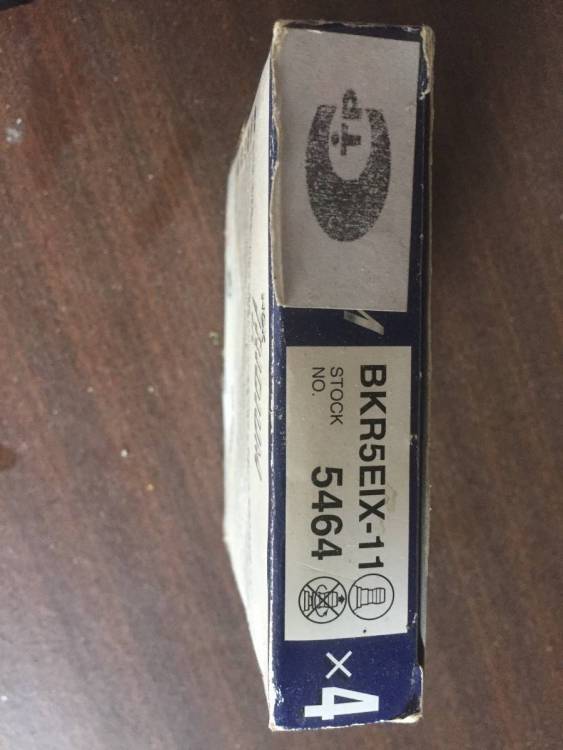 BKR5EIX-11
STOCK
NO.
5464
×4